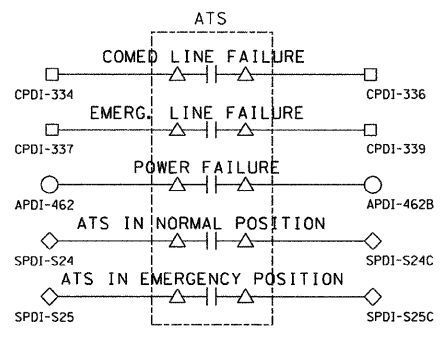 ATS
COMED LINE FAILURE
CPDI-334 CPDI-336
EMERG. LINE FAILURE
CPDI-337 CPDI-339
POWER FAILURE
APDI-462 APDI-462B
ATS IN NORMAL POSITION
SPDI-S24 SPDI-S24C
ATS IN EMERGENCY POSITION
SPDI-S25 SPDI-S25C